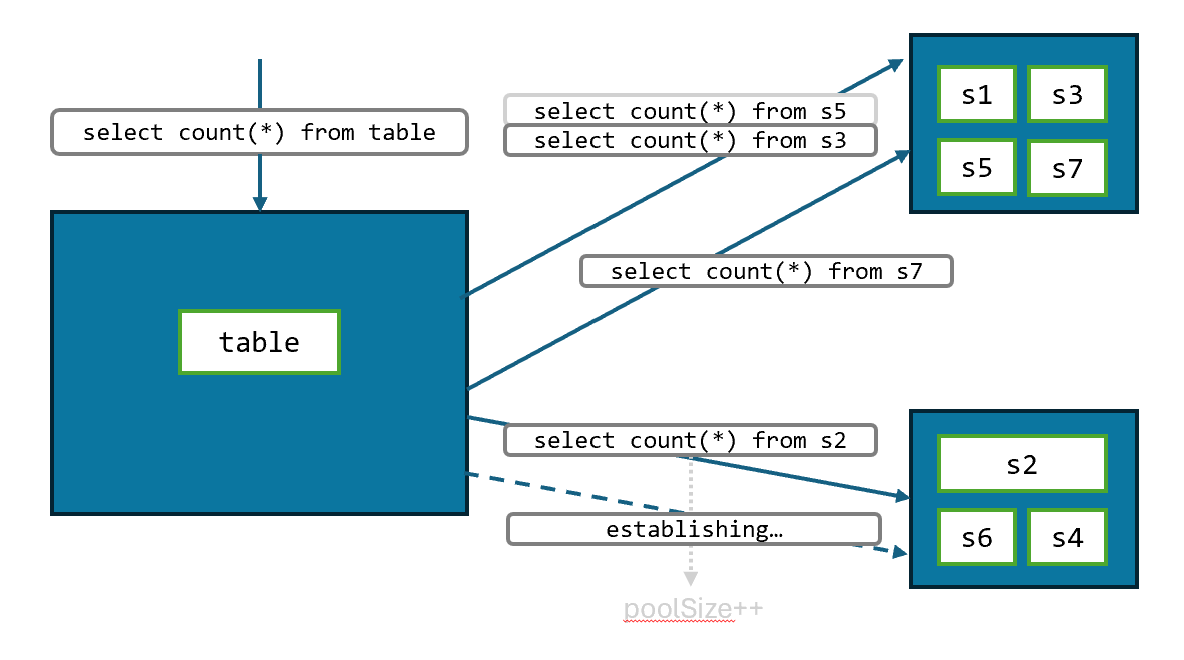 select count(*) from table
table
select count(*) from s5
select count(*) from s3
select count(*) from s7
select count(*) from s2
establishing…
poolSize++
s1 s3
s5 s7
s2
s6 s4